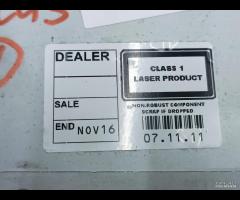 DEALER
SALE
END NOV16
CLASS 1
LASER PRODUCT
NON-ROBUST COMPONENT
SCRAP IF DROPPED
07.11.11